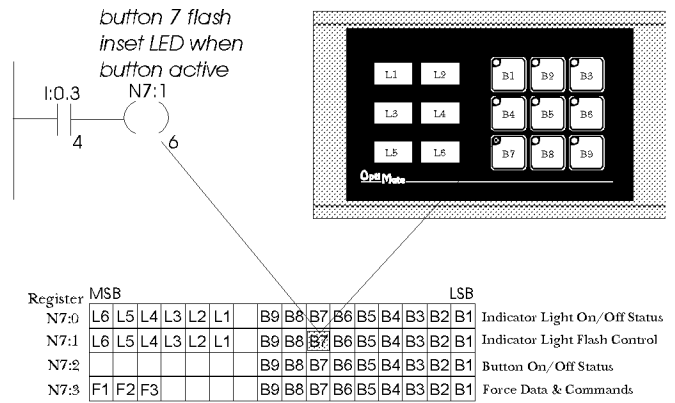 button 7 flash
inset LED when
button active
I:0.3
N7:1
4
6
L1 L2
L3 L4
L5 L6
B1 B2 B3
B4 B5 B6
B7 B8 B9
Opti Mate
Register MSB LSB
N7:0 L6 L5 L4 L3 L2 L1 B9 B8 B7 B6 B5 B4 B3 B2 B1 Indicator Light On/Off Status
N7:1 L6 L5 L4 L3 L2 L1 B9 B8 B7 B6 B5 B4 B3 B2 B1 Indicator Light Flash Control
N7:2 B9 B8 B7 B6 B5 B4 B3 B2 B1 Button On/Off Status
N7:3 F1 F2 F3 B9 B8 B7 B6 B5 B4 B3 B2 B1 Force Data & Commands